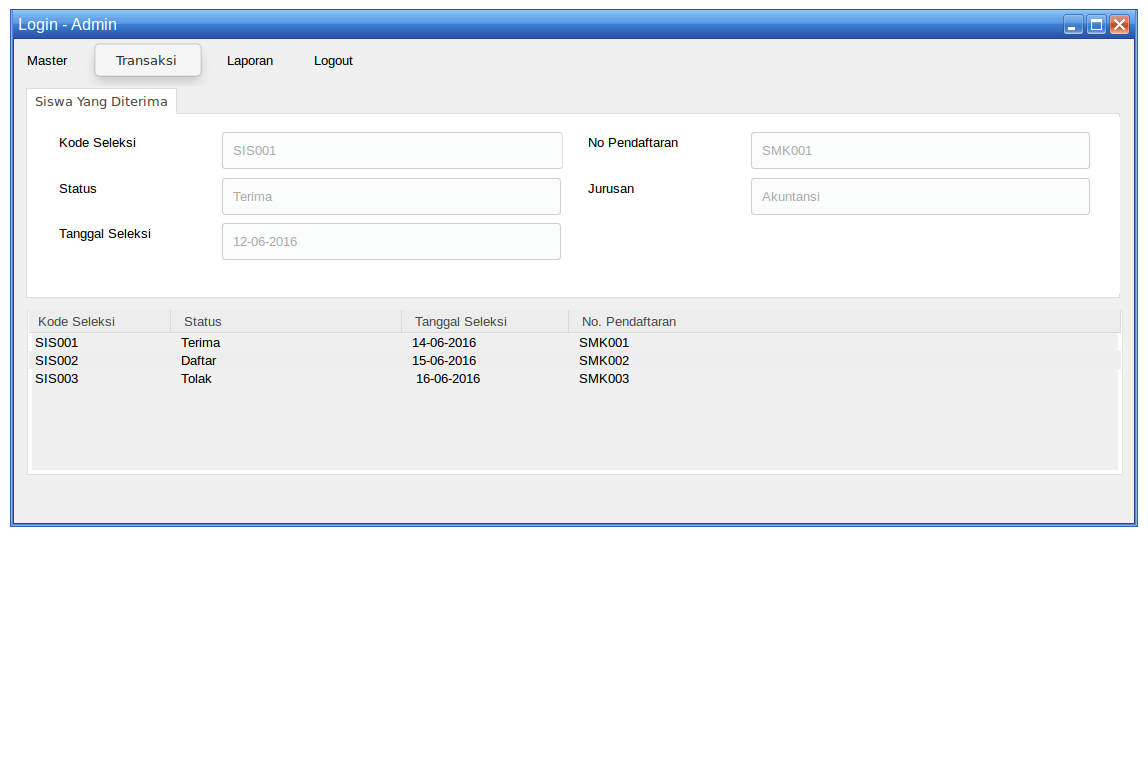 Login - Admin
Master Transaksi Laporan Logout
Siswa Yang Diterima
Kode Seleksi SIS001 No Pendaftaran SMK001
Status Terima Jurusan Akuntansi
Tanggal Seleksi 12-06-2016
Kode Seleksi Status Tanggal Seleksi No. Pendaftaran
SIS001 Terima 14-06-2016 SMK001
SIS002 Daftar 15-06-2016 SMK002
SIS003 Tolak 16-06-2016 SMK003